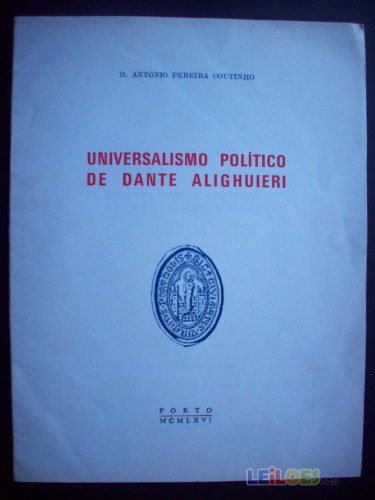 D. ANTÓNIO PEREIRA COUTINHO
UNIVERSALISMO POLÍTICO
DE DANTE ALIGHUIERI
PORTO
MCMLXVI
LEILOES